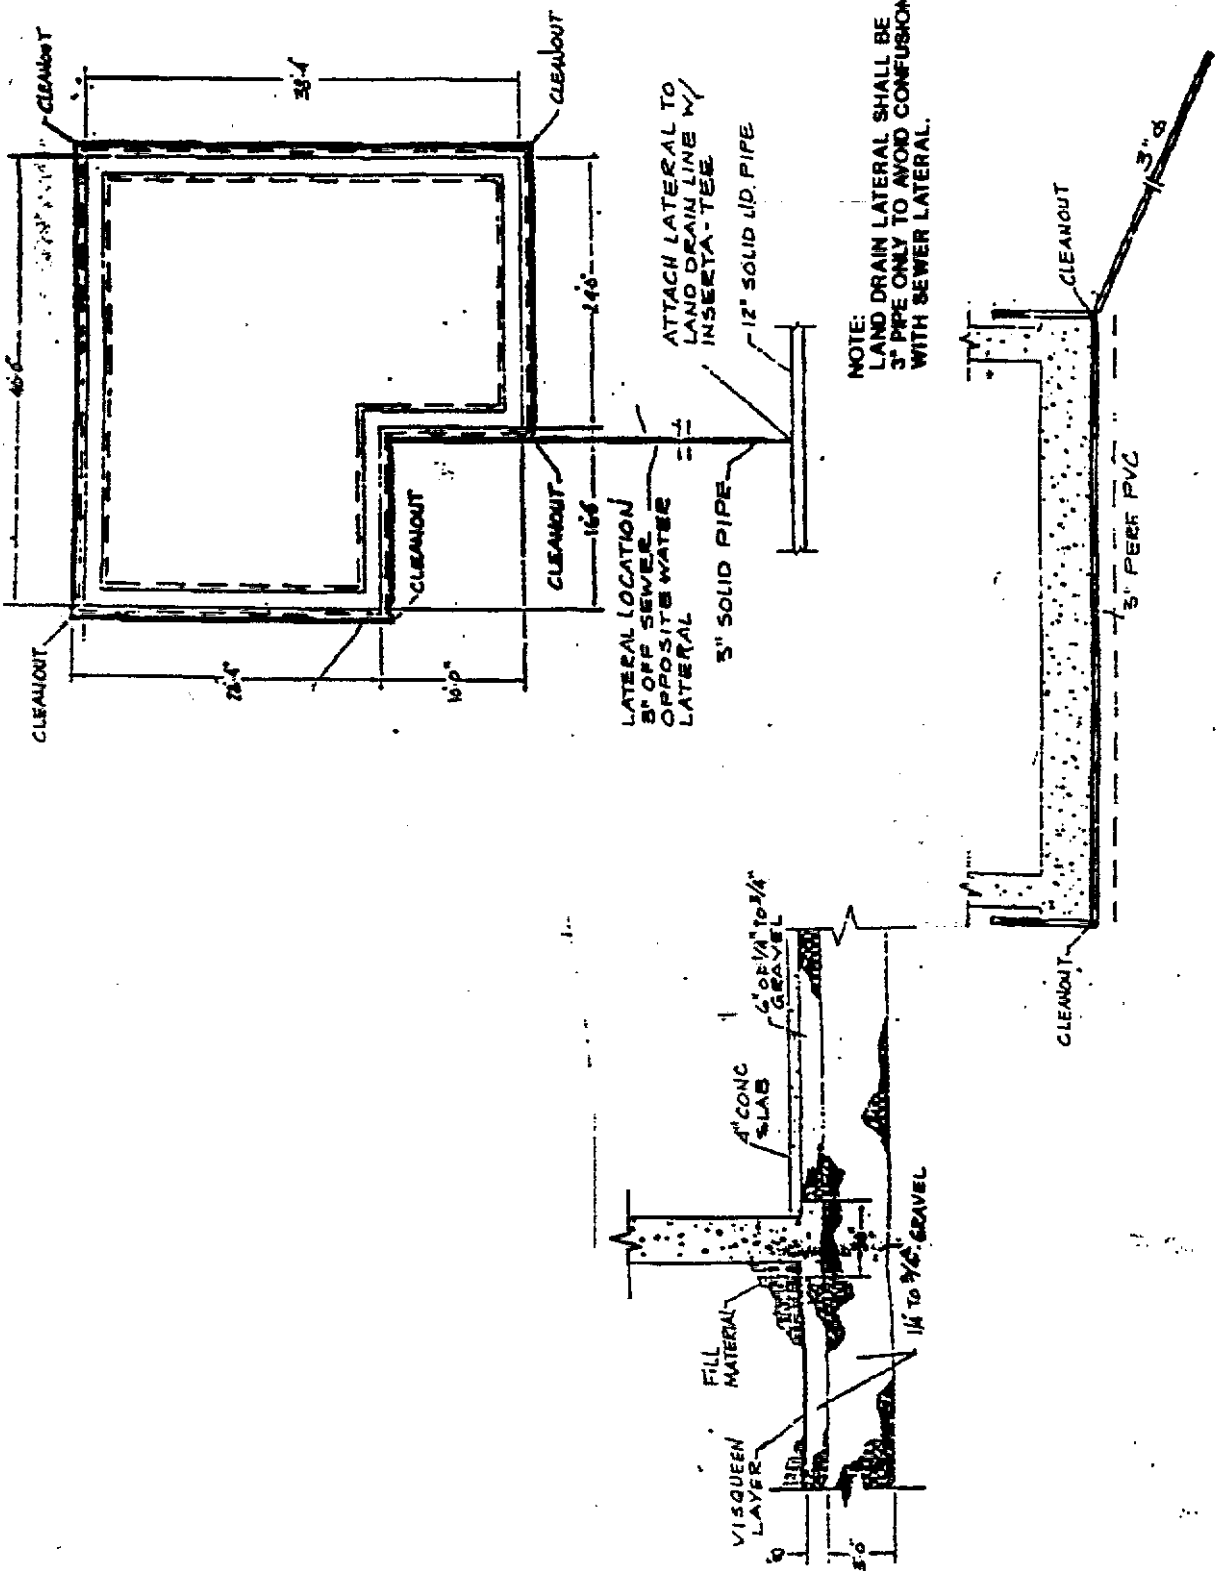 CLEANOUT
CLEANOUT
38'-4"
CLEANOUT
40'-6"
24'-0"
16'-6"
CLEANOUT
CLEANOUT
10'-0"
LATERAL LOCATION
OFF SEWER
OPPOSITE WATER
LATERAL
3" SOLID PIPE
ATTACH LATERAL TO
LAND DRAIN LINE W/
INSERTA-TEE
12" SOLID PIPE
NOTE:
LAND DRAIN LATERAL SHALL BE
3" PIPE ONLY TO AVOID CONFUSION
WITH SEWER LATERAL.
VISQUEEN
LAYER
FILL
MATERIAL
4" CONC
SLAB
6" OF 1/4" TO 3/4"
GRAVEL
1/4 TO 3/4" GRAVEL
CLEANOUT
3" PERF PVC
CLEANOUT
3"